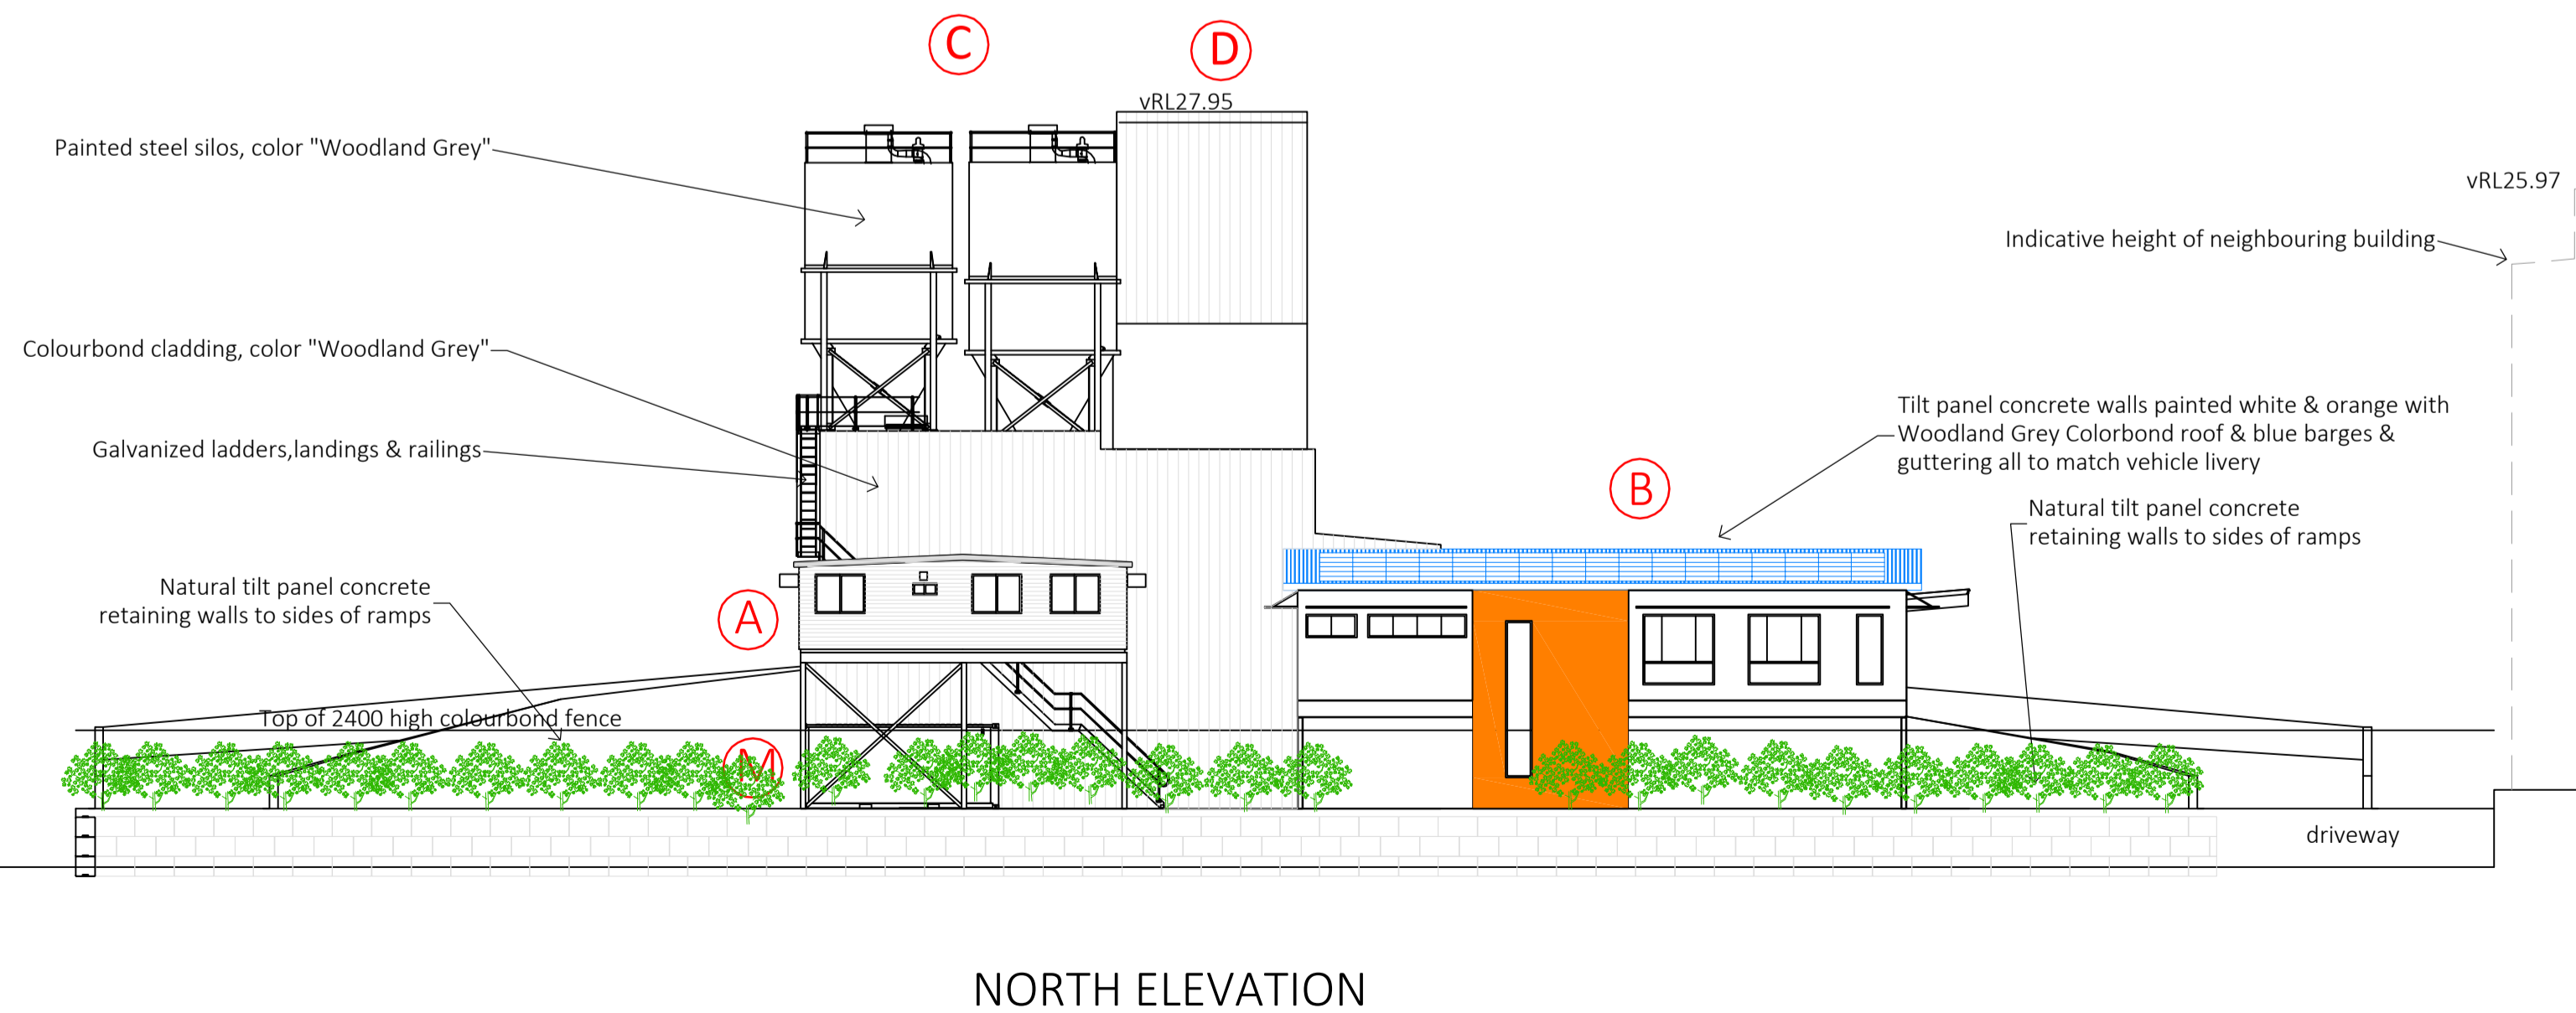 C
D
vRL27.95
Painted steel silos, color "Woodland Grey"
vRL25.97
Indicative height of neighbouring building
Colourbond cladding, color "Woodland Grey"
Tilt panel concrete walls painted white & orange with
Woodland Grey Colorbond roof & blue barges &
guttering all to match vehicle livery
Galvanized ladders,landings & railings
B
Natural tilt panel concrete
retaining walls to sides of ramps
Natural tilt panel concrete
retaining walls to sides of ramps
A
Top of 2400 high colourbond fence
M
driveway
NORTH ELEVATION